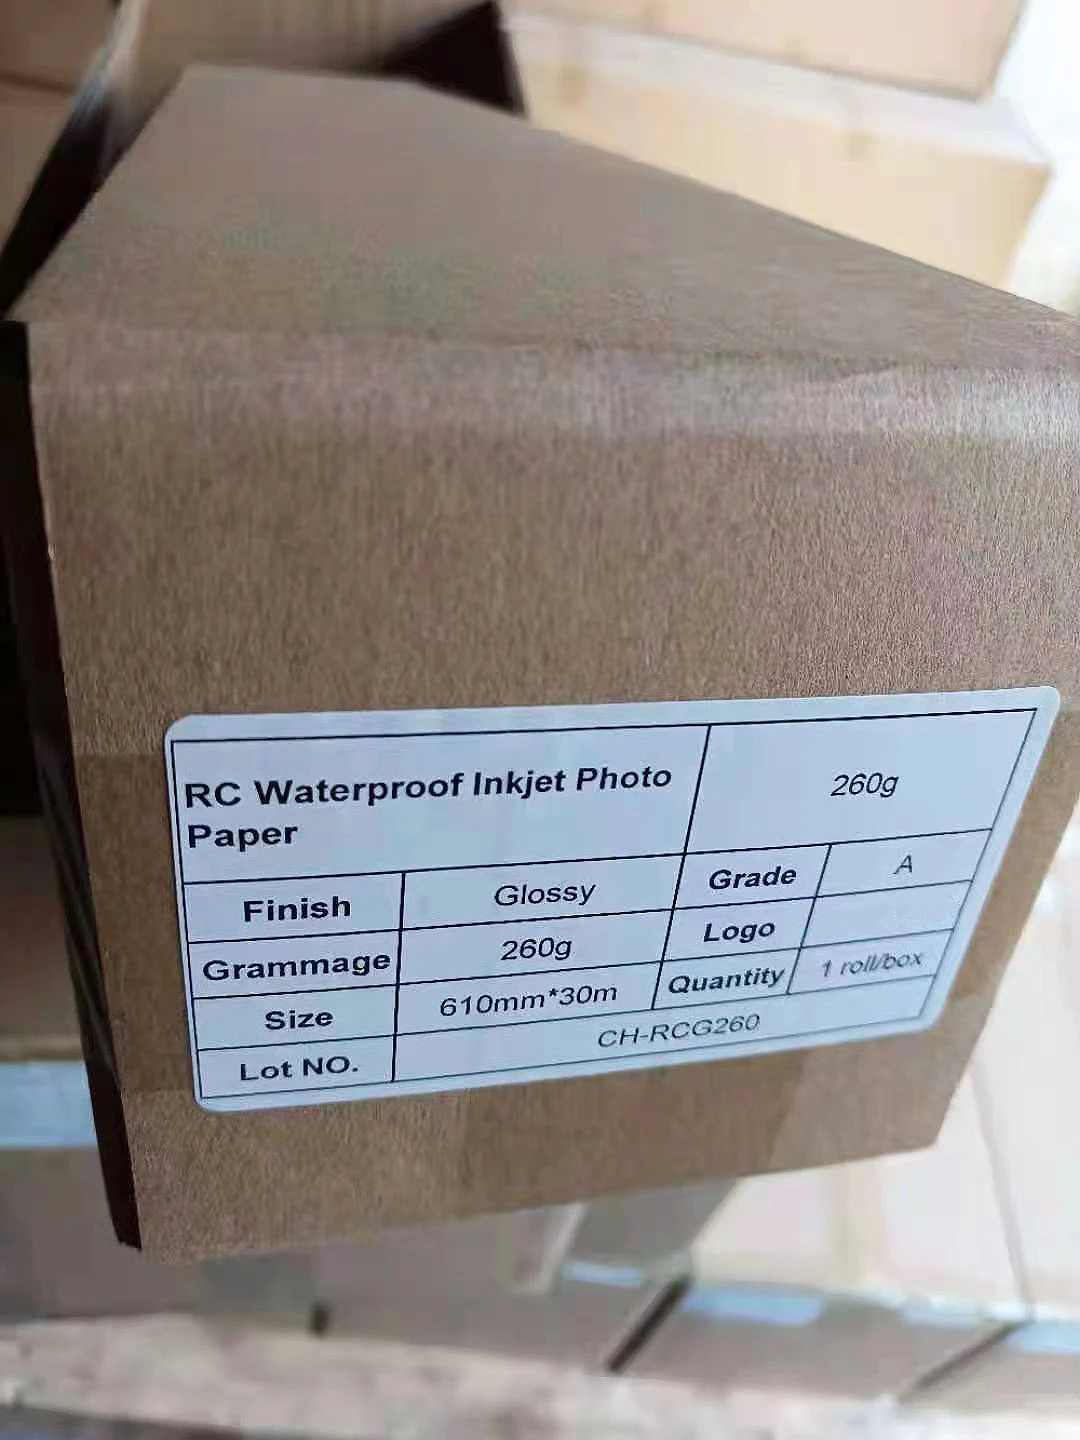 RC Waterproof Inkjet Photo
Paper
260g
Finish Glossy Grade A
Grammage 260g Logo
Size 610mm*30m Quantity 1 roll/box
Lot NO. CH-RCG260